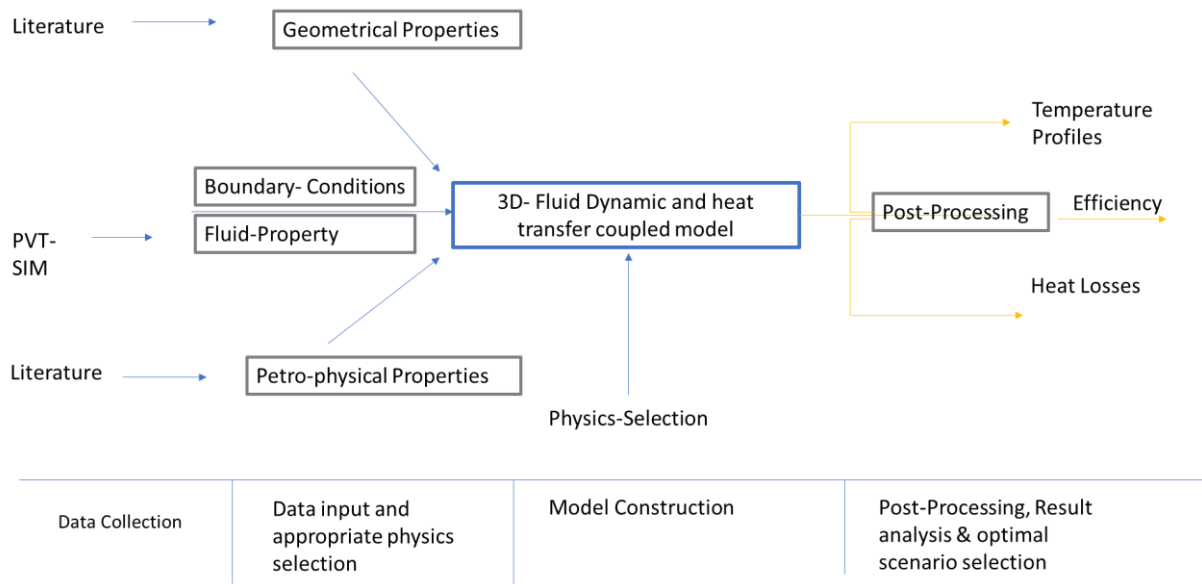 Literature
Geometrical Properties
Temperature
Profiles
Boundary- Conditions
3D- Fluid Dynamic and heat
transfer coupled model
Post-Processing
Efficiency
Fluid-Property
PVT-
SIM
Heat Losses
Literature
Petro-physical Properties
Physics-Selection
Data Collection
Data input and
appropriate physics
selection
Model Construction
Post-Processing, Result
analysis & optimal
scenario selection